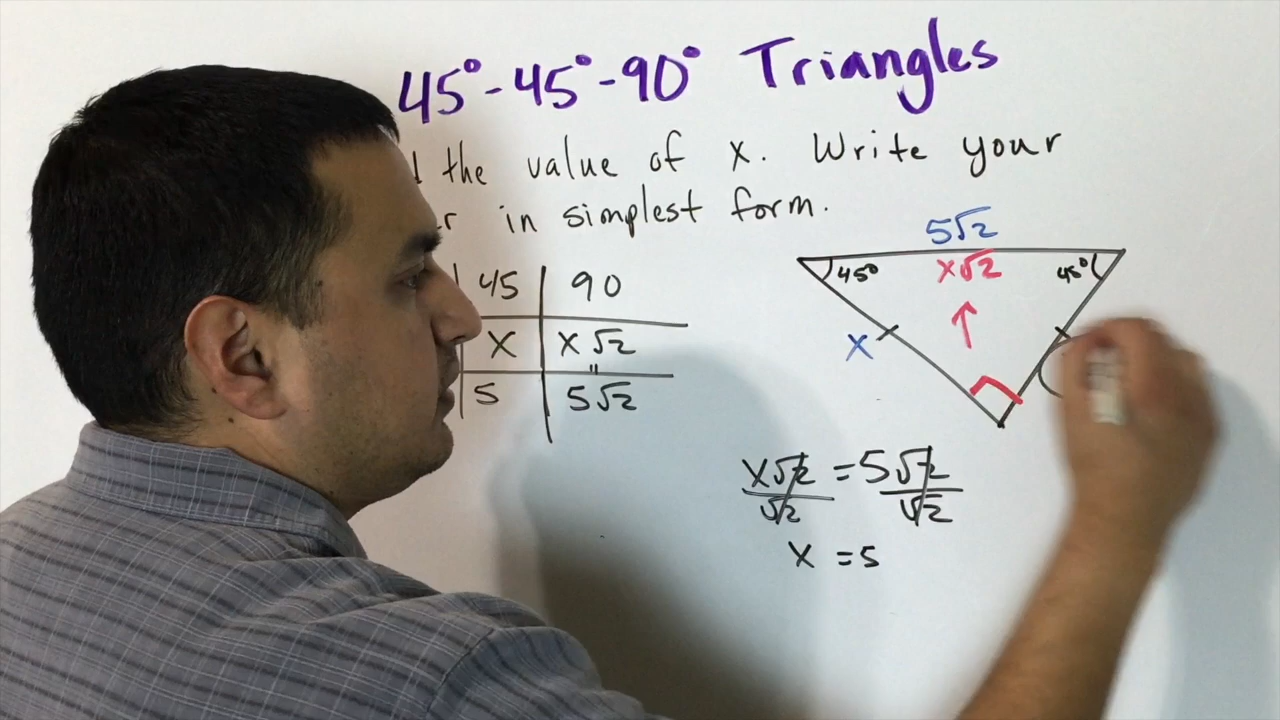 45°-45°-90° Triangles
the value of x. Write your
in simplest form.
45 90
x x√2
"
5 5√2
5√2
45° x√2 45°
x
x√2 = 5√2
√2 √2
x = 5